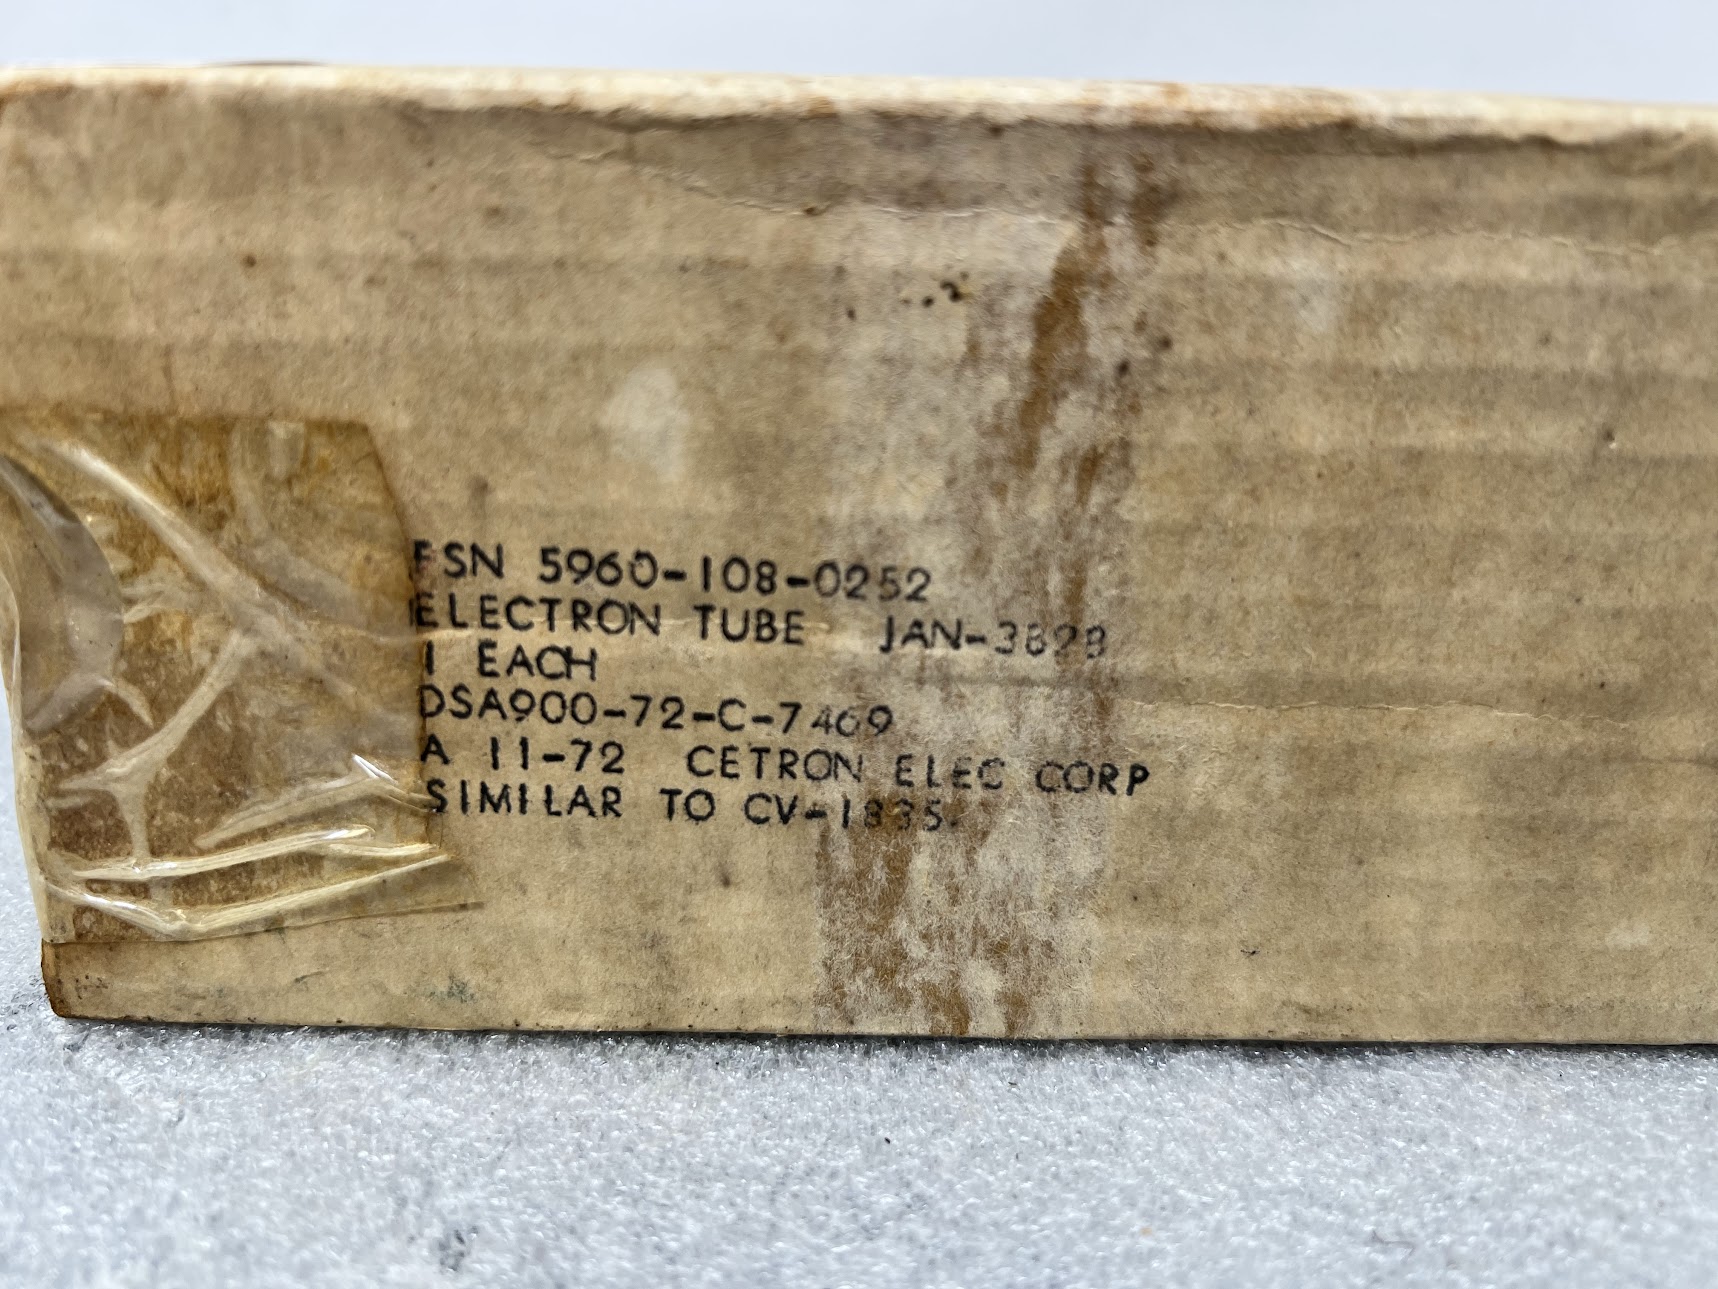 FSN 5960-108-0252
ELECTRON TUBE JAN-3B28
1 EACH
DSA900-72-C-7469
A 11-72 CETRON ELEC CORP
SIMILAR TO CV-1835.